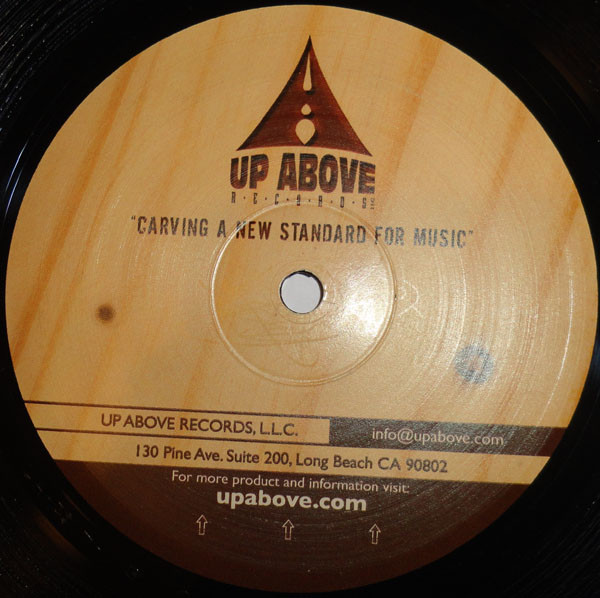 UP ABOVE
R·E·C·O·R·D·S
"CARVING A NEW STANDARD FOR MUSIC"
UP ABOVE RECORDS, L.L.C.
info@upabove.com
130 Pine Ave. Suite 200, Long Beach CA 90802
For more product and information visit:
upabove.com